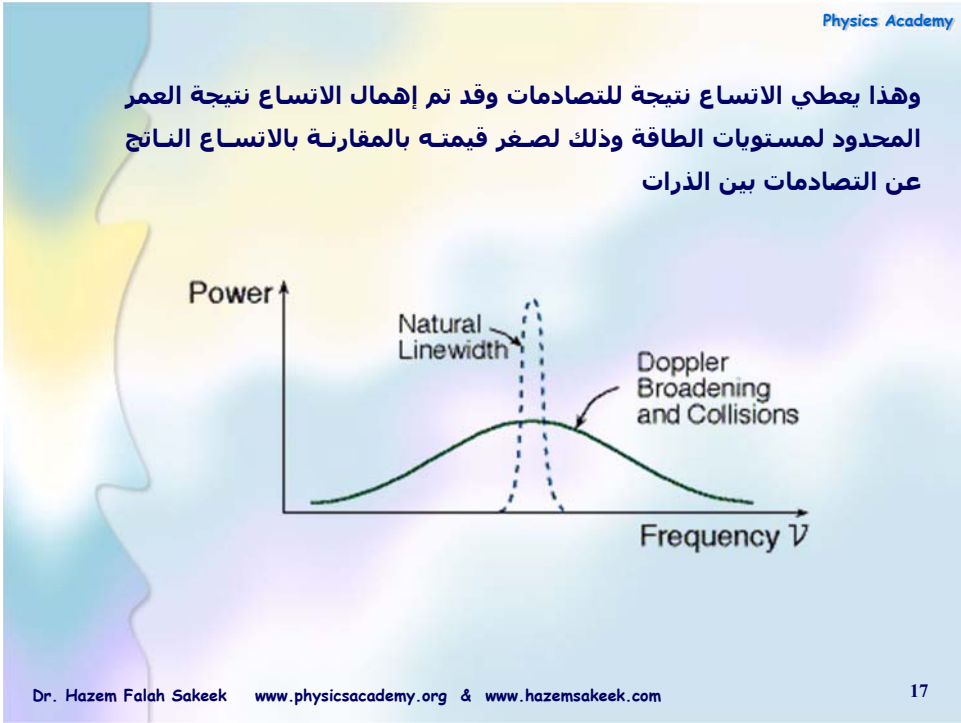 Physics Academy
وهذا يعطي الاتساع نتيجة للتصادمات وقد تم إهمال الاتساع نتيجة العمر
المحدود لمستويات الطاقة وذلك لصغر قيمته بالمقارنة بالاتساع الناتج
عن التصادمات بين الذرات
Power
Natural
Linewidth
Doppler
Broadening
and Collisions
Frequency ν
Dr. Hazem Falah Sakeek www.physicsacademy.org & www.hazemsakeek.com
17